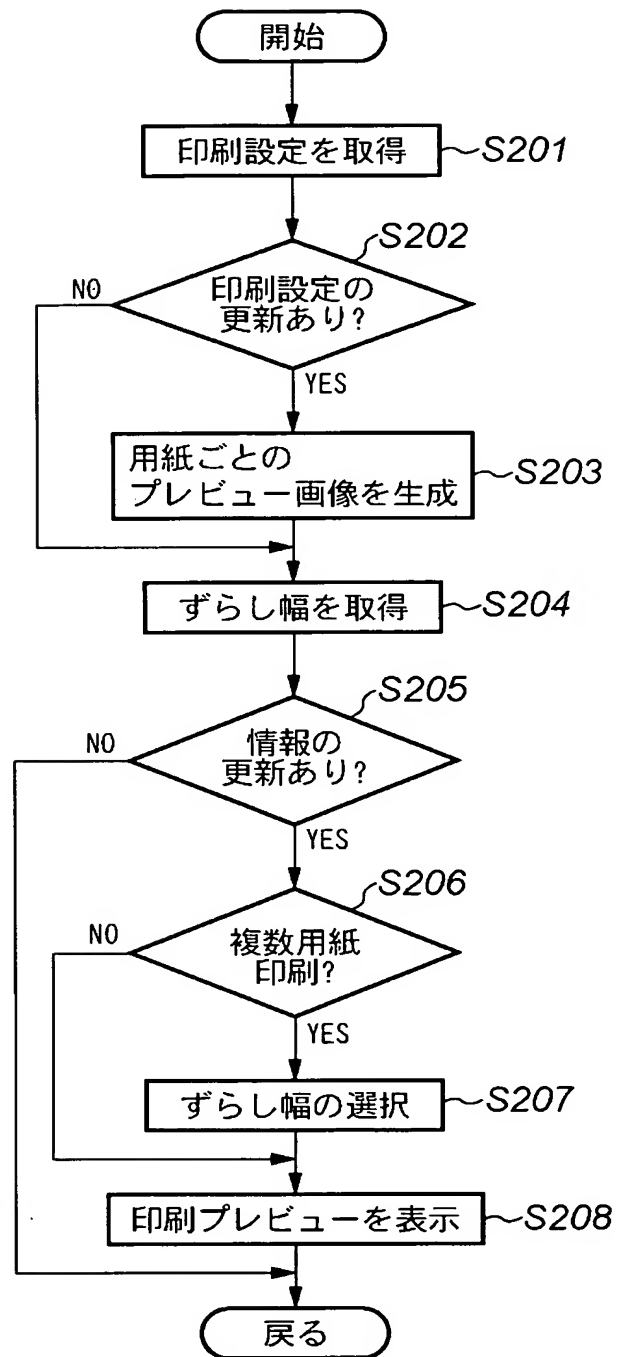 開始
印刷設定を取得
S201
S202
印刷設定の
更新あり?
NO
YES
用紙ごとの
プレビュー画像を生成
S203
ずらし幅を取得
S204
S205
情報の
更新あり?
NO
YES
S206
複数用紙
印刷?
NO
YES
ずらし幅の選択
S207
印刷プレビューを表示
S208
戻る